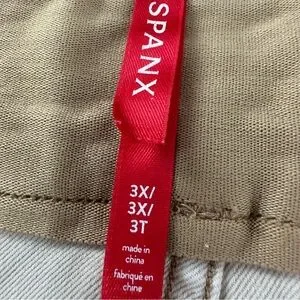 SPANX
3X/
3X/
3T
made in
china
fabriqué en
chine